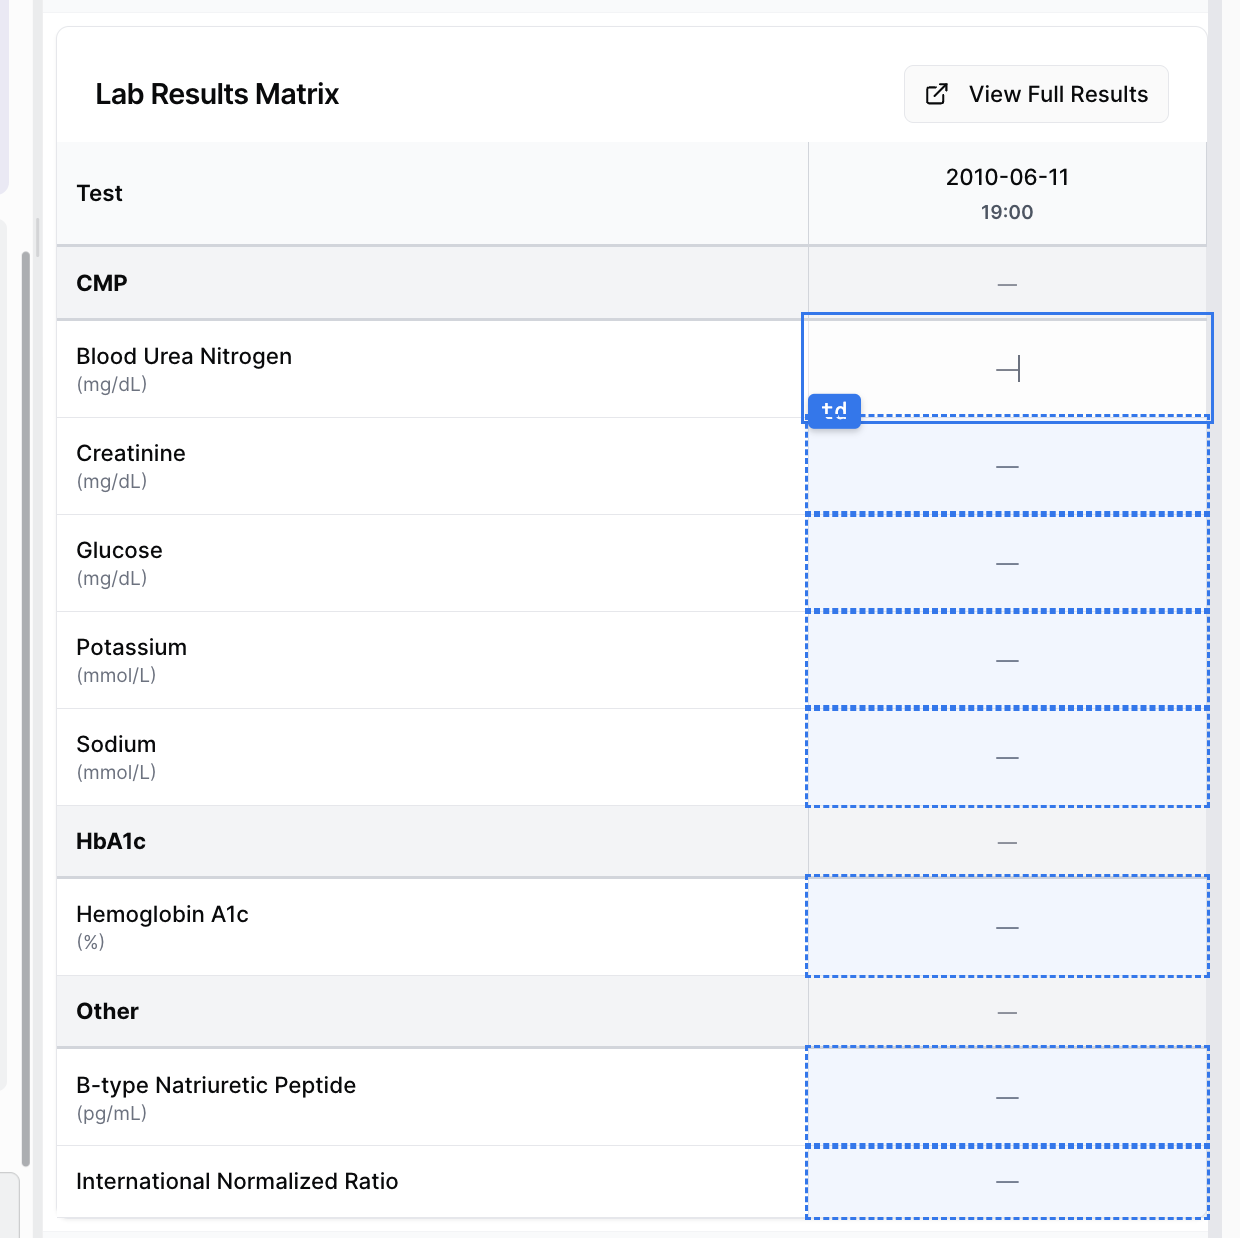 Lab Results Matrix
View Full Results
Test
2010-06-11
19:00
CMP
—
Blood Urea Nitrogen
(mg/dL)
—
td
Creatinine
(mg/dL)
—
Glucose
(mg/dL)
—
Potassium
(mmol/L)
—
Sodium
(mmol/L)
—
HbA1c
—
Hemoglobin A1c
(%)
—
Other
—
B-type Natriuretic Peptide
(pg/mL)
—
International Normalized Ratio
—